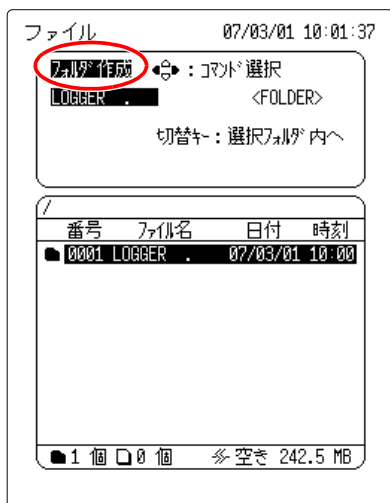 ファイル 07/03/01 10:01:37
ﾌｫﾙﾀﾞ作成 : ｺﾏﾝﾄﾞ選択
LOGGER . <FOLDER>
切替ｷｰ : 選択ﾌｫﾙﾀﾞ内へ
/
番号 ﾌｧｲﾙ名 日付 時刻
0001 LOGGER . 07/03/01 10:00
1 個 0 個 空き 242.5 MB